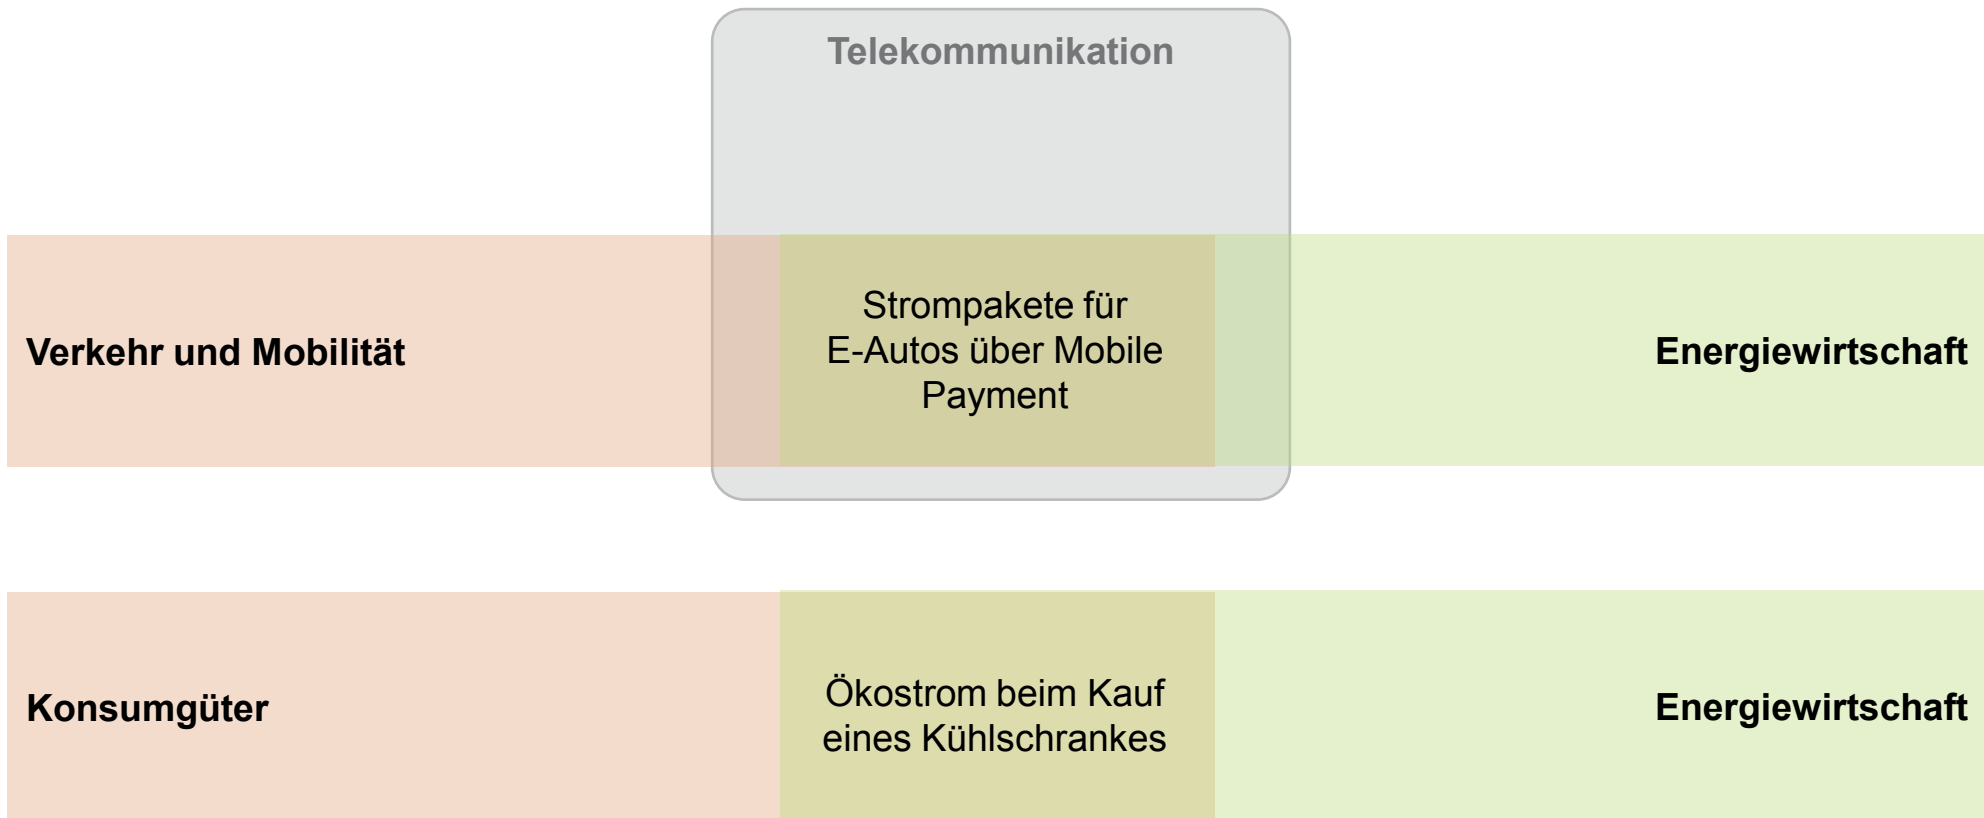 Telekommunikation
Verkehr und Mobilität
Strompakete für
E-Autos über Mobile
Payment
Energiewirtschaft
Konsumgüter
Ökostrom beim Kauf
eines Kühlschrankes
Energiewirtschaft